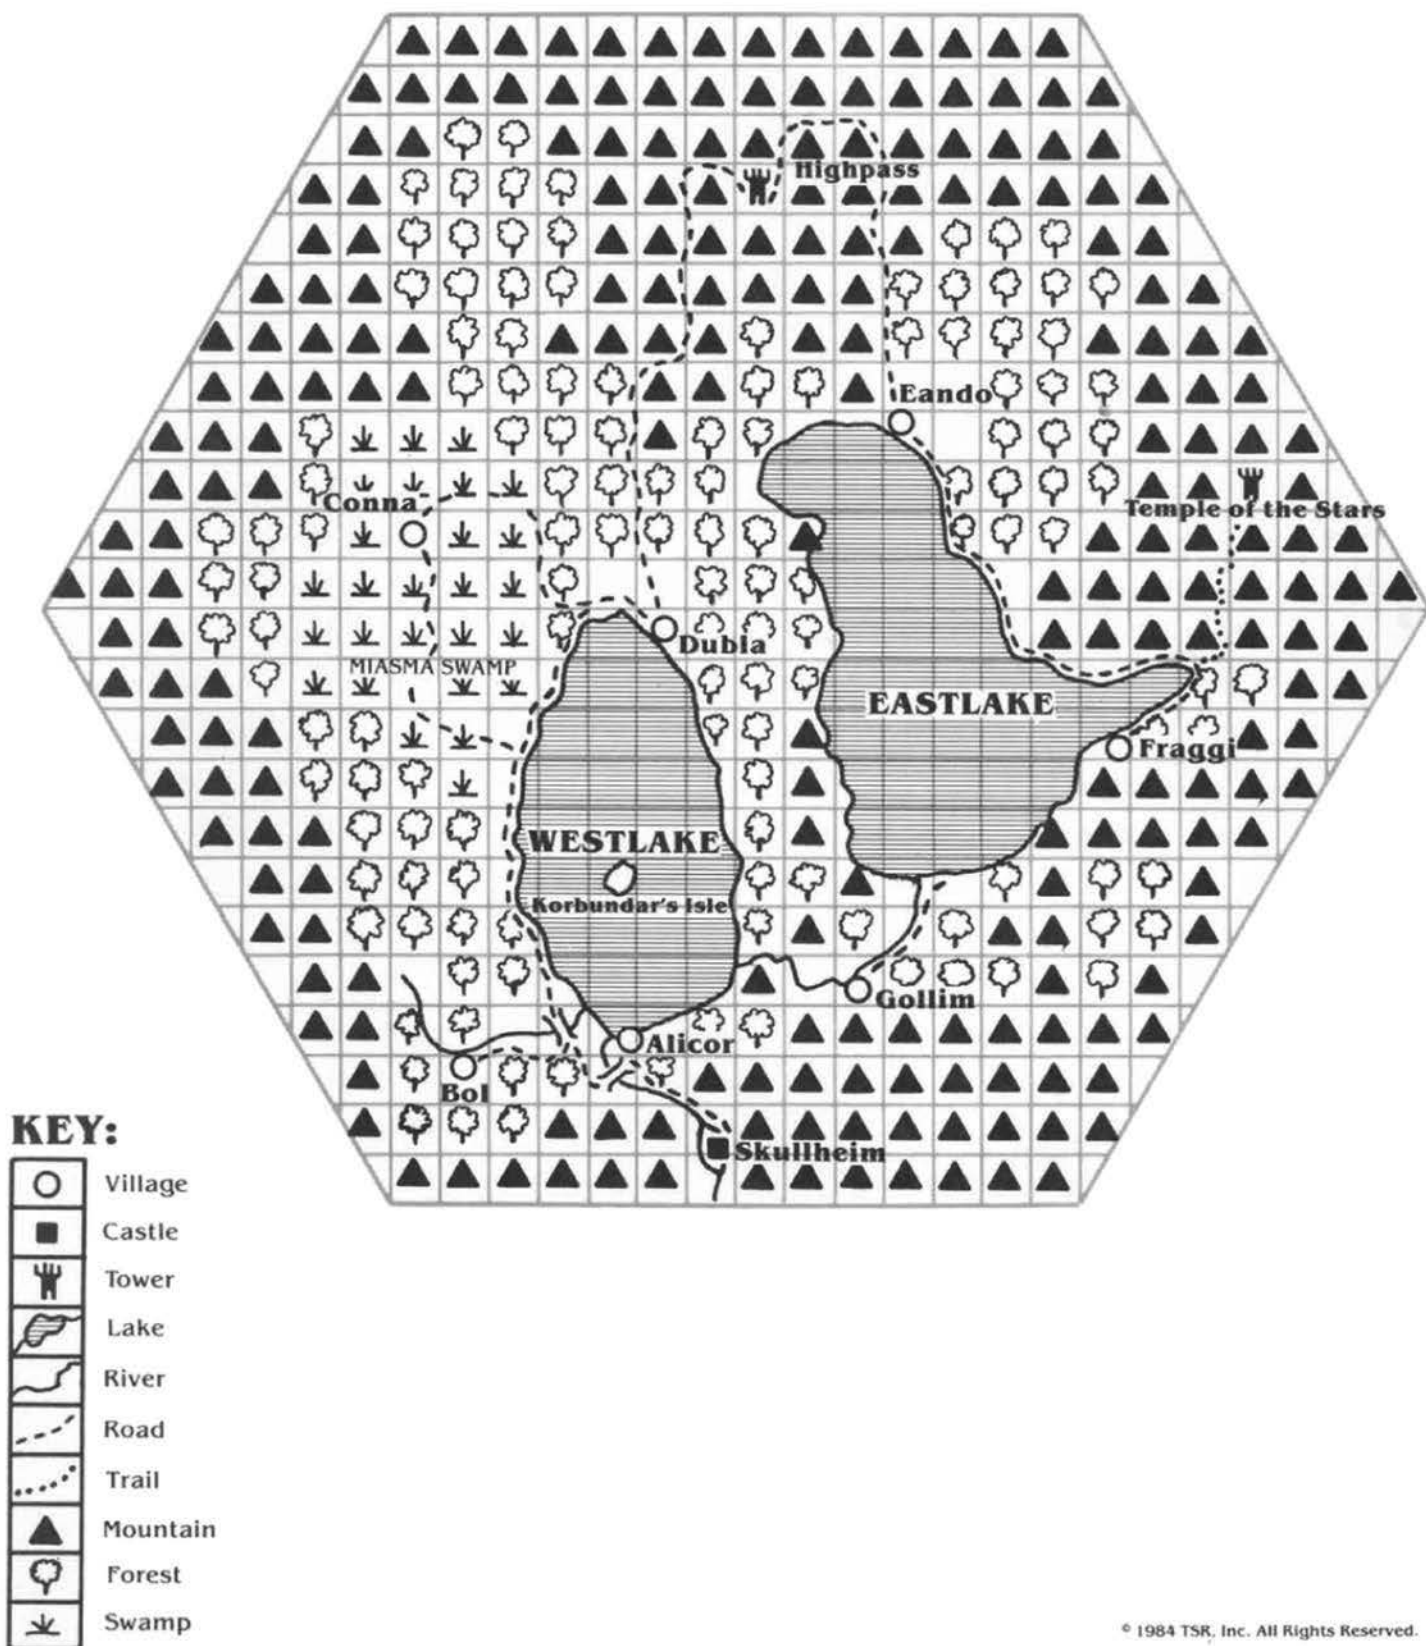 Highpass
Eando
Conna
Temple of the Stars
Dubla
MIASMA SWAMP
EASTLAKE
Fraggi
WESTLAKE
Korbundar's Isle
Gollim
Alicor
Bol
Skullheim
KEY:
Village
Castle
Tower
Lake
River
Road
Trail
Mountain
Forest
Swamp
© 1984 TSR, Inc. All Rights Reserved.